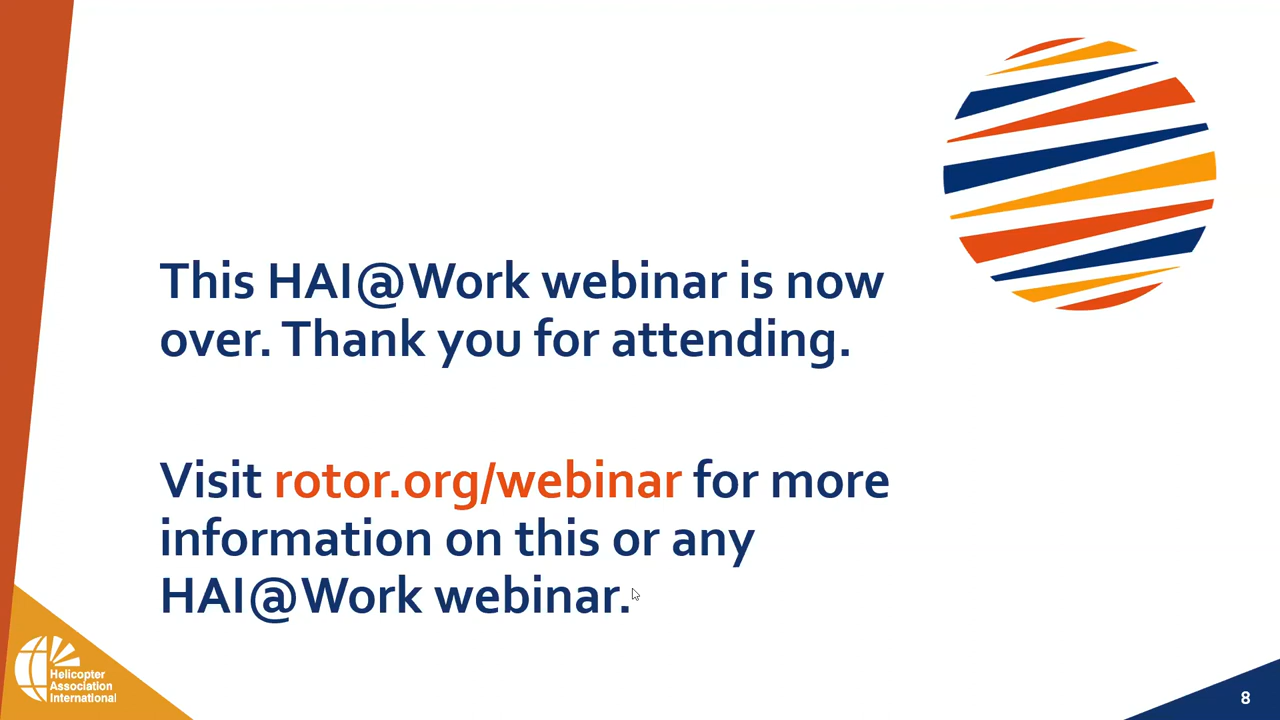 This HAI@Work webinar is now
over. Thank you for attending.
Visit rotor.org/webinar for more
information on this or any
HAI@Work webinar.
Helicopter
Association
International
8